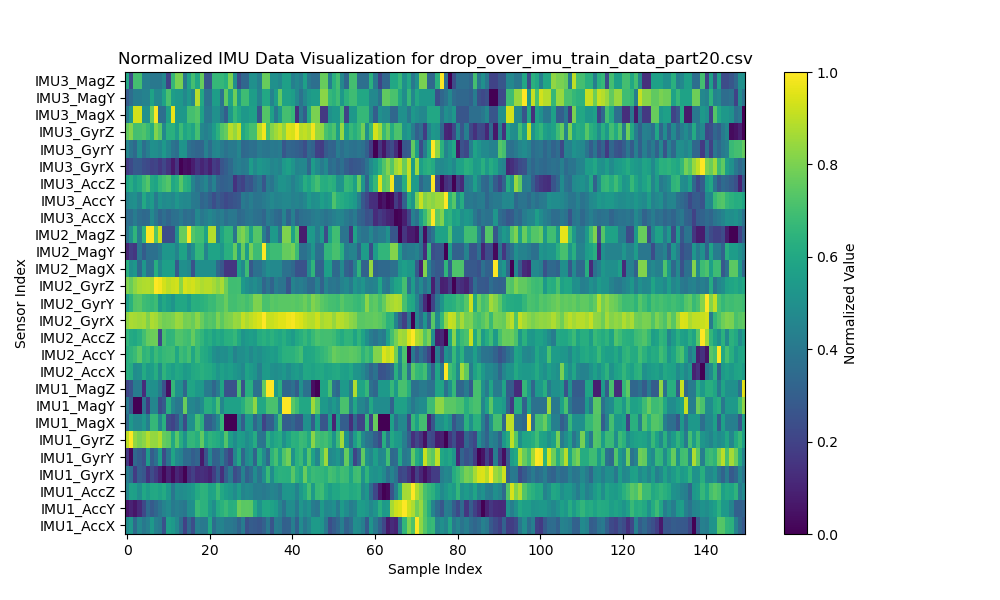 Normalized IMU Data Visualization for drop_over_imu_train_data_part20.csv
Sensor Index
IMU3_MagZ
IMU3_MagY
IMU3_MagX
IMU3_GyrZ
IMU3_GyrY
IMU3_GyrX
IMU3_AccZ
IMU3_AccY
IMU3_AccX
IMU2_MagZ
IMU2_MagY
IMU2_MagX
IMU2_GyrZ
IMU2_GyrY
IMU2_GyrX
IMU2_AccZ
IMU2_AccY
IMU2_AccX
IMU1_MagZ
IMU1_MagY
IMU1_MagX
IMU1_GyrZ
IMU1_GyrY
IMU1_GyrX
IMU1_AccZ
IMU1_AccY
IMU1_AccX
0 20 40 60 80 100 120 140
Sample Index
1.0
0.8
0.6
0.4
0.2
0.0
Normalized Value